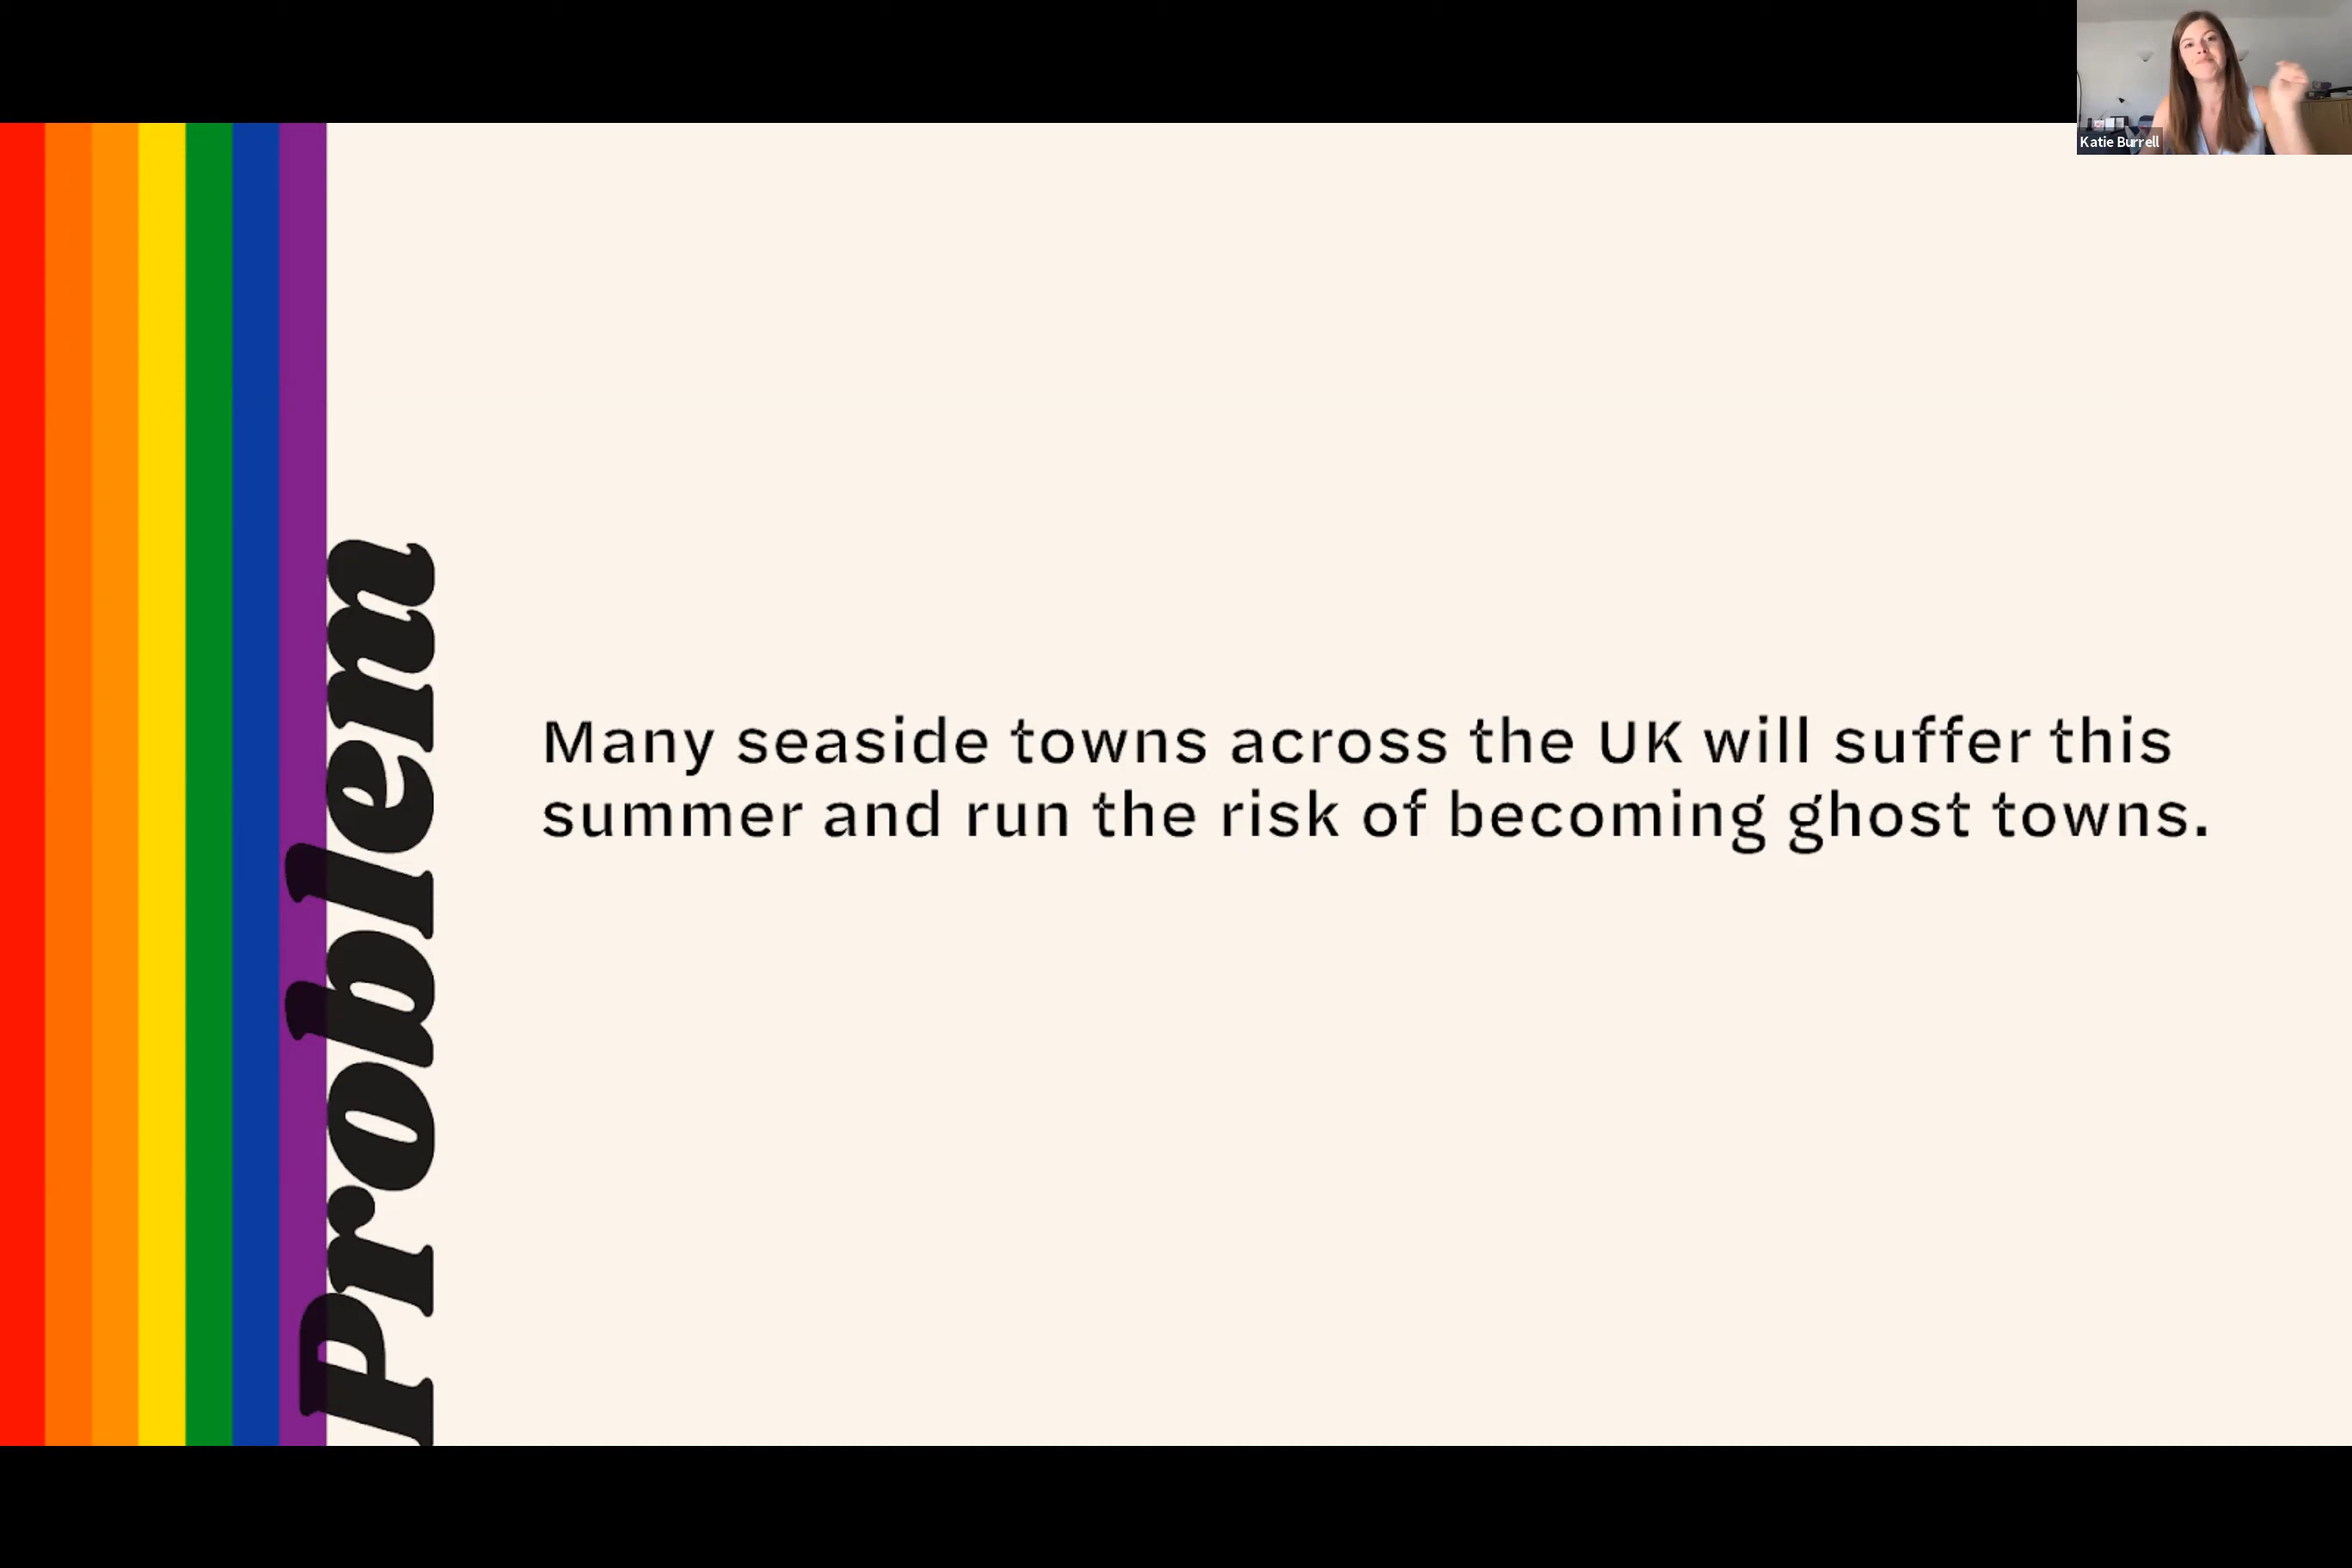 Katie Burrell
Problem
Many seaside towns across the UK will suffer this
summer and run the risk of becoming ghost towns.